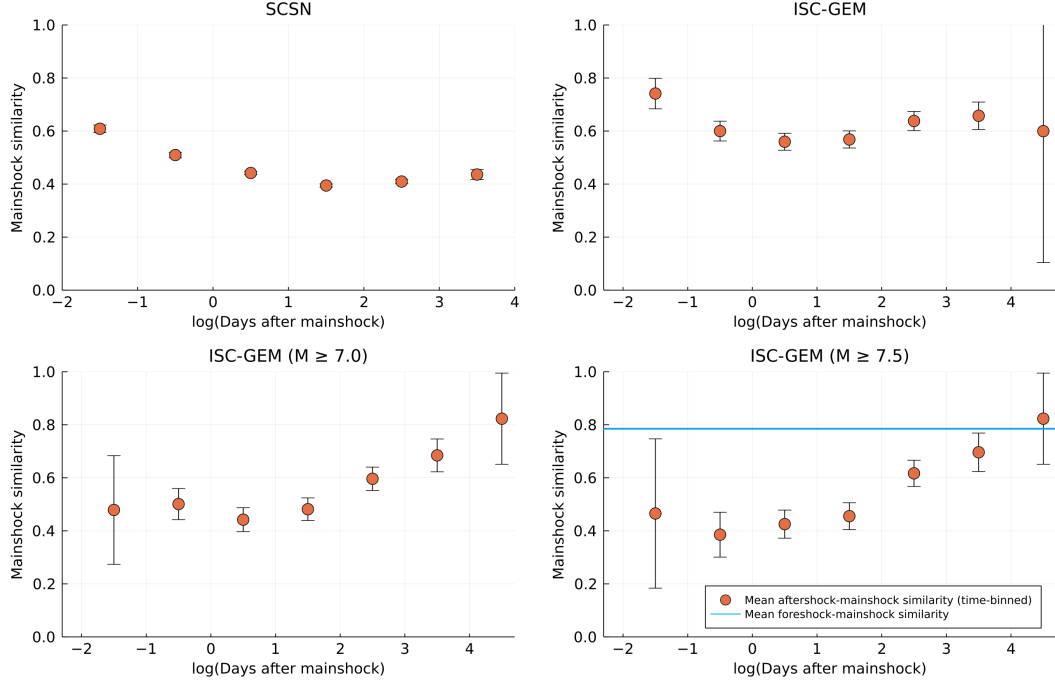 SCSN
1.0
0.8
0.6
0.4
0.2
0.0
Mainshock similarity
−2 −1 0 1 2 3 4
log(Days after mainshock)
ISC-GEM
1.0
0.8
0.6
0.4
0.2
0.0
Mainshock similarity
−2 −1 0 1 2 3 4
log(Days after mainshock)
ISC-GEM (M ≥ 7.0)
1.0
0.8
0.6
0.4
0.2
0.0
Mainshock similarity
−2 −1 0 1 2 3 4
log(Days after mainshock)
ISC-GEM (M ≥ 7.5)
1.0
0.8
0.6
0.4
0.2
0.0
Mainshock similarity
Mean aftershock-mainshock similarity (time-binned)
Mean foreshock-mainshock similarity
−2 −1 0 1 2 3 4
log(Days after mainshock)